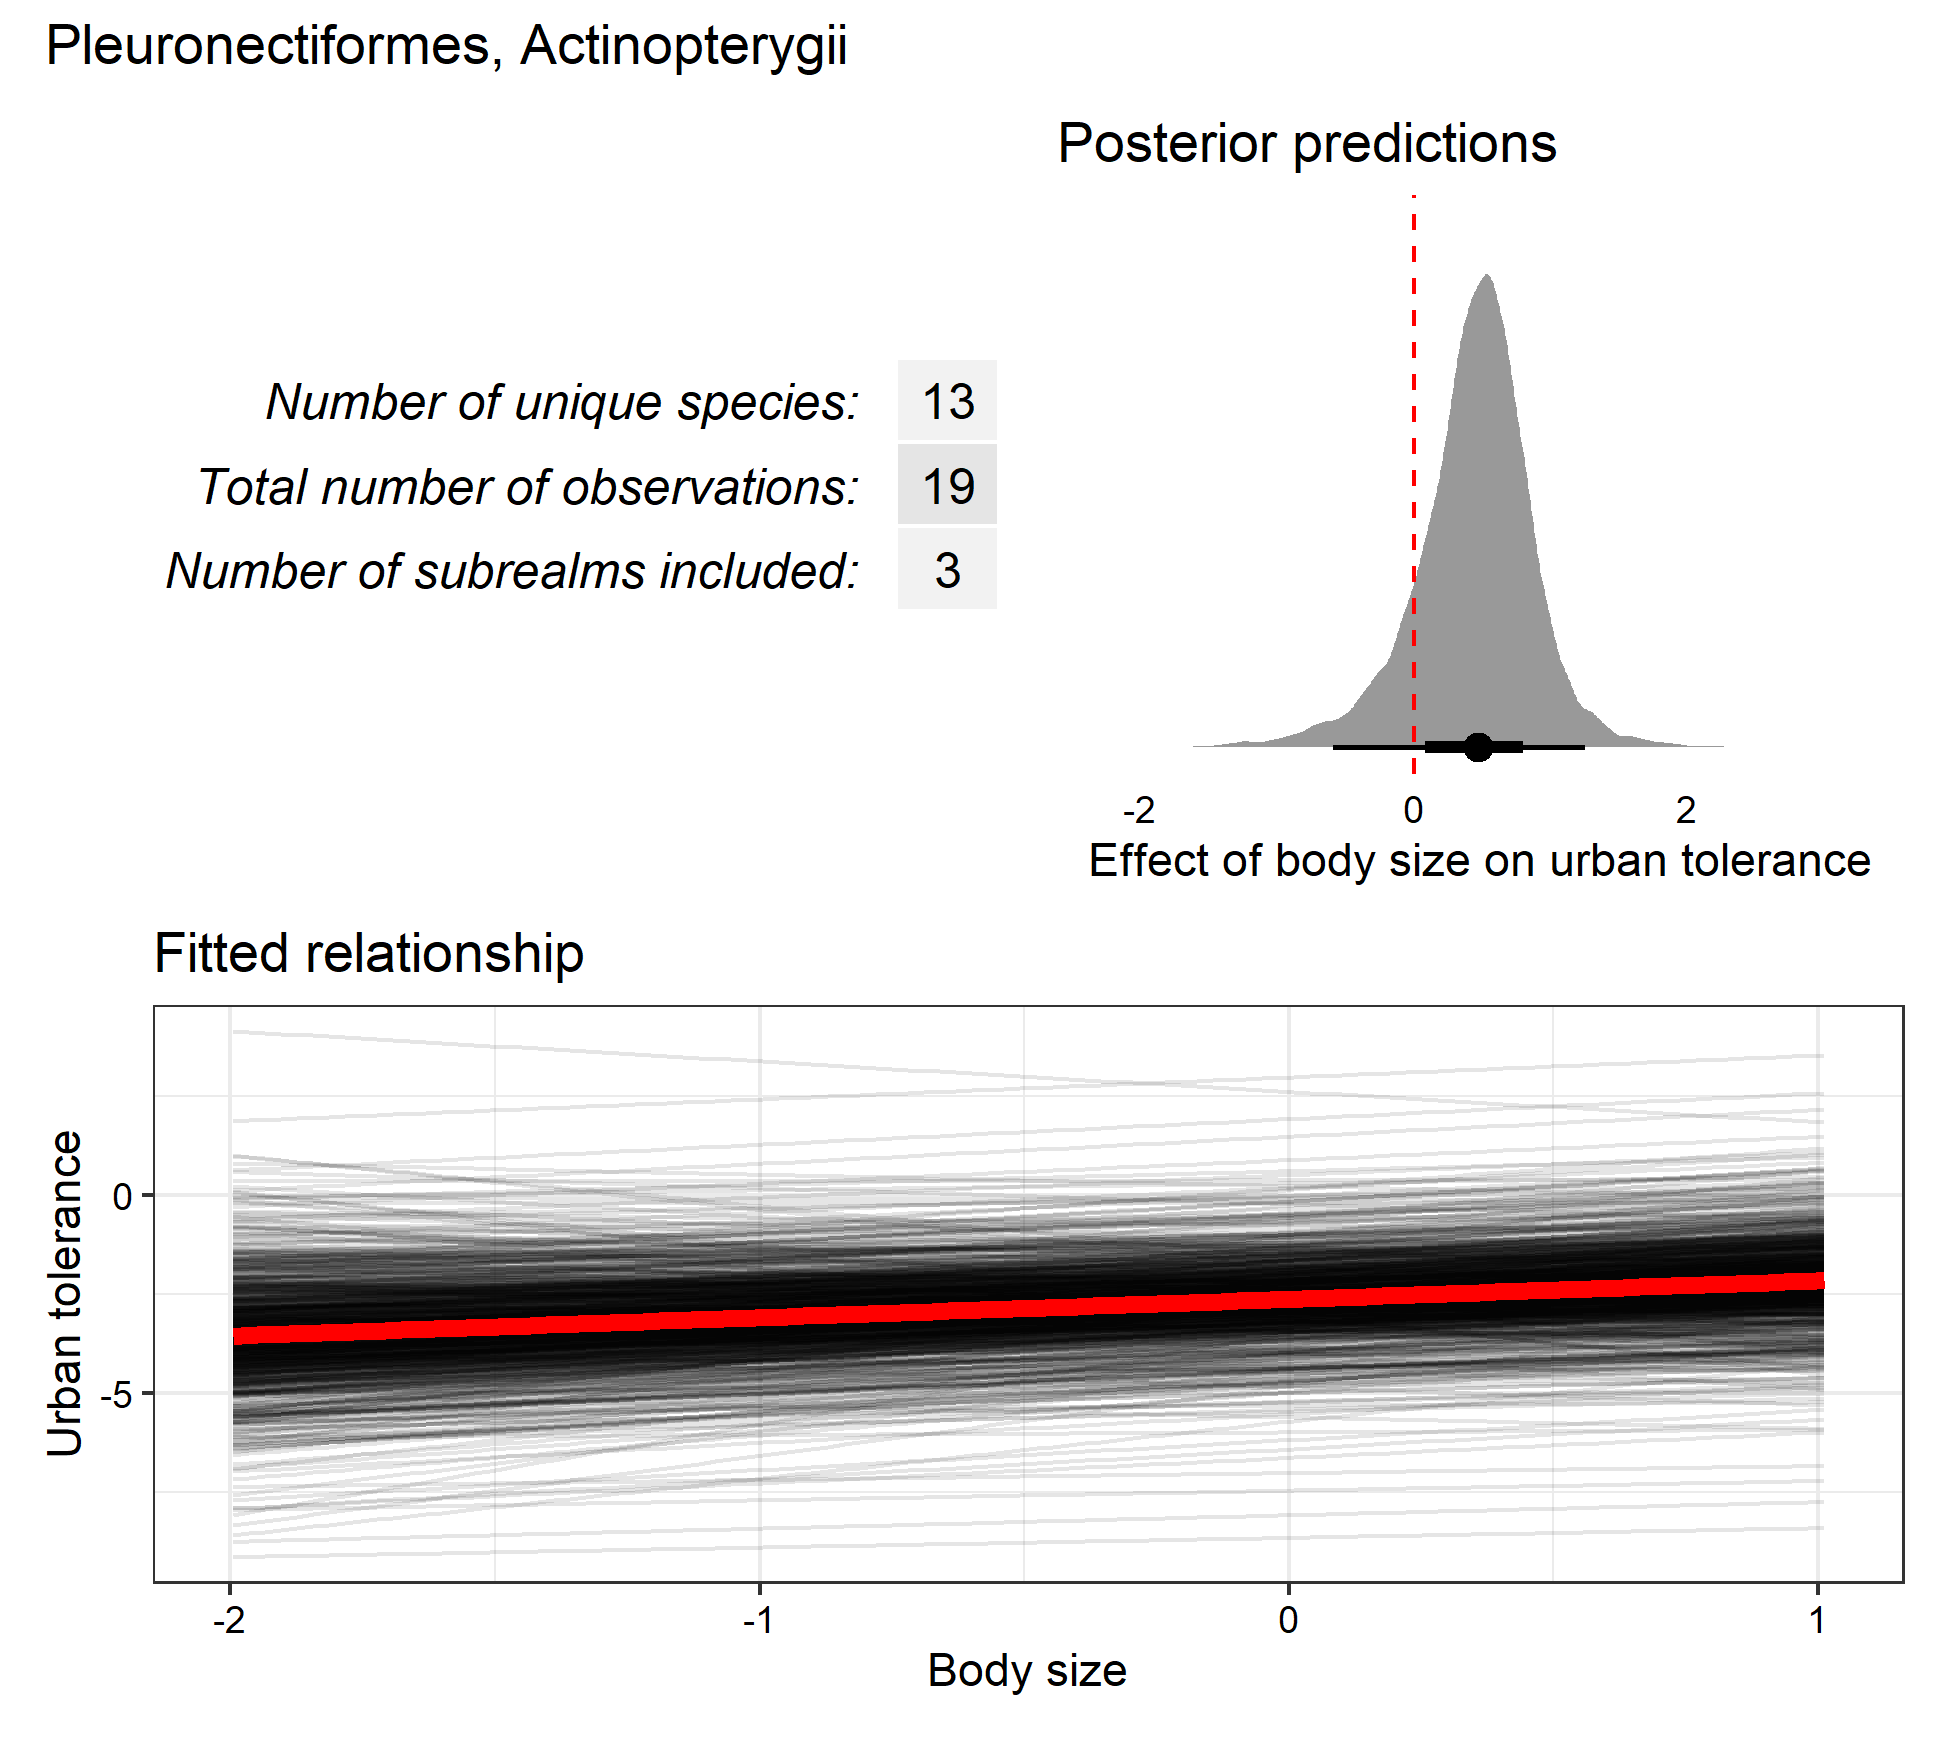 Pleuronectiformes, Actinopterygii
Posterior predictions
Number of unique species: 13
Total number of observations: 19
Number of subrealms included: 3
-2 0 2
Effect of body size on urban tolerance
Fitted relationship
Urban tolerance
0
-5
-2 -1 0 1
Body size